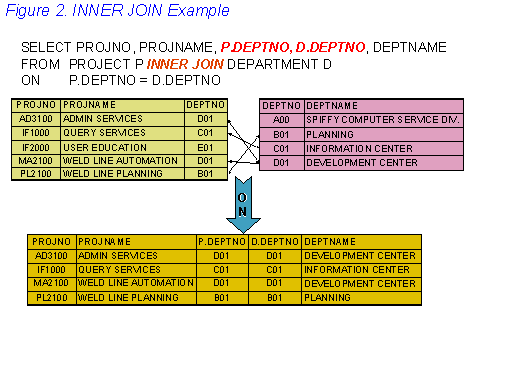 Figure 2. INNER JOIN Example
SELECT PROJNO, PROJNAME, P.DEPTNO, D.DEPTNO, DEPTNAME
FROM PROJECT P INNER JOIN DEPARTMENT D
ON P.DEPTNO = D.DEPTNO
PROJNO PROJNAME DEPTNO
AD3100 ADMIN SERVICES D01
IF1000 QUERY SERVICES C01
IF2000 USER EDUCATION E01
MA2100 WELD LINE AUTOMATION D01
PL2100 WELD LINE PLANNING B01
DEPTNO DEPTNAME
A00 SPIFFY COMPUTER SERVICE DIV.
B01 PLANNING
C01 INFORMATION CENTER
D01 DEVELOPMENT CENTER
O
N
PROJNO PROJNAME P.DEPTNO D.DEPTNO DEPTNAME
AD3100 ADMIN SERVICES D01 D01 DEVELOPMENT CENTER
IF1000 QUERY SERVICES C01 C01 INFORMATION CENTER
MA2100 WELD LINE AUTOMATION D01 D01 DEVELOPMENT CENTER
PL2100 WELD LINE PLANNING B01 B01 PLANNING